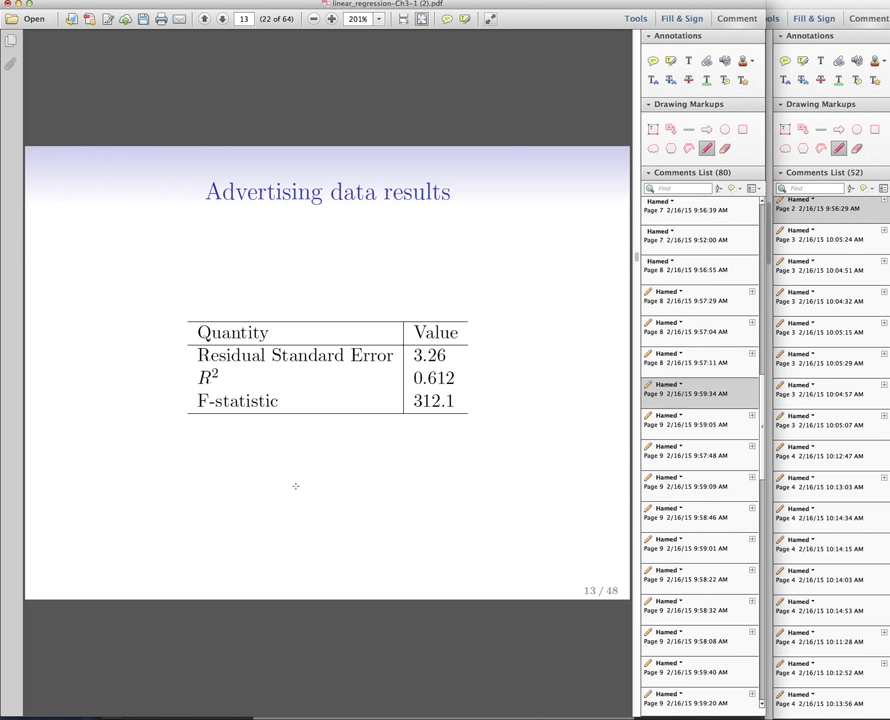 linear_regression-Ch3-1 (2).pdf
Open
13
(22 of 64)
201%
Tools
Fill & Sign
Comment
ols
Fill & Sign
Comment
Annotations
Drawing Markups
Comments List (80)
Find
Hamed
Page 7 2/16/15 9:56:39 AM
Hamed
Page 7 2/16/15 9:52:00 AM
Hamed
Page 8 2/16/15 9:56:55 AM
Hamed
Page 8 2/16/15 9:57:29 AM
Hamed
Page 8 2/16/15 9:57:04 AM
Hamed
Page 8 2/16/15 9:57:11 AM
Hamed
Page 9 2/16/15 9:59:34 AM
Hamed
Page 9 2/16/15 9:59:05 AM
Hamed
Page 9 2/16/15 9:57:48 AM
Hamed
Page 9 2/16/15 9:59:09 AM
Hamed
Page 9 2/16/15 9:58:46 AM
Hamed
Page 9 2/16/15 9:59:01 AM
Hamed
Page 9 2/16/15 9:58:22 AM
Hamed
Page 9 2/16/15 9:58:32 AM
Hamed
Page 9 2/16/15 9:58:08 AM
Hamed
Page 9 2/16/15 9:59:40 AM
Hamed
Page 9 2/16/15 9:59:20 AM
Annotations
Drawing Markups
Comments List (52)
Find
Hamed
Page 2 2/16/15 9:56:29 AM
Hamed
Page 3 2/16/15 10:05:24 AM
Hamed
Page 3 2/16/15 10:04:51 AM
Hamed
Page 3 2/16/15 10:04:32 AM
Hamed
Page 3 2/16/15 10:05:15 AM
Hamed
Page 3 2/16/15 10:05:29 AM
Hamed
Page 3 2/16/15 10:04:57 AM
Hamed
Page 3 2/16/15 10:05:07 AM
Hamed
Page 4 2/16/15 10:12:47 AM
Hamed
Page 4 2/16/15 10:13:03 AM
Hamed
Page 4 2/16/15 10:14:34 AM
Hamed
Page 4 2/16/15 10:14:15 AM
Hamed
Page 4 2/16/15 10:14:03 AM
Hamed
Page 4 2/16/15 10:14:53 AM
Hamed
Page 4 2/16/15 10:11:28 AM
Hamed
Page 4 2/16/15 10:12:52 AM
Hamed
Page 4 2/16/15 10:13:56 AM
Advertising data results
Quantity Value
Residual Standard Error 3.26
R² 0.612
F-statistic 312.1
13 / 48